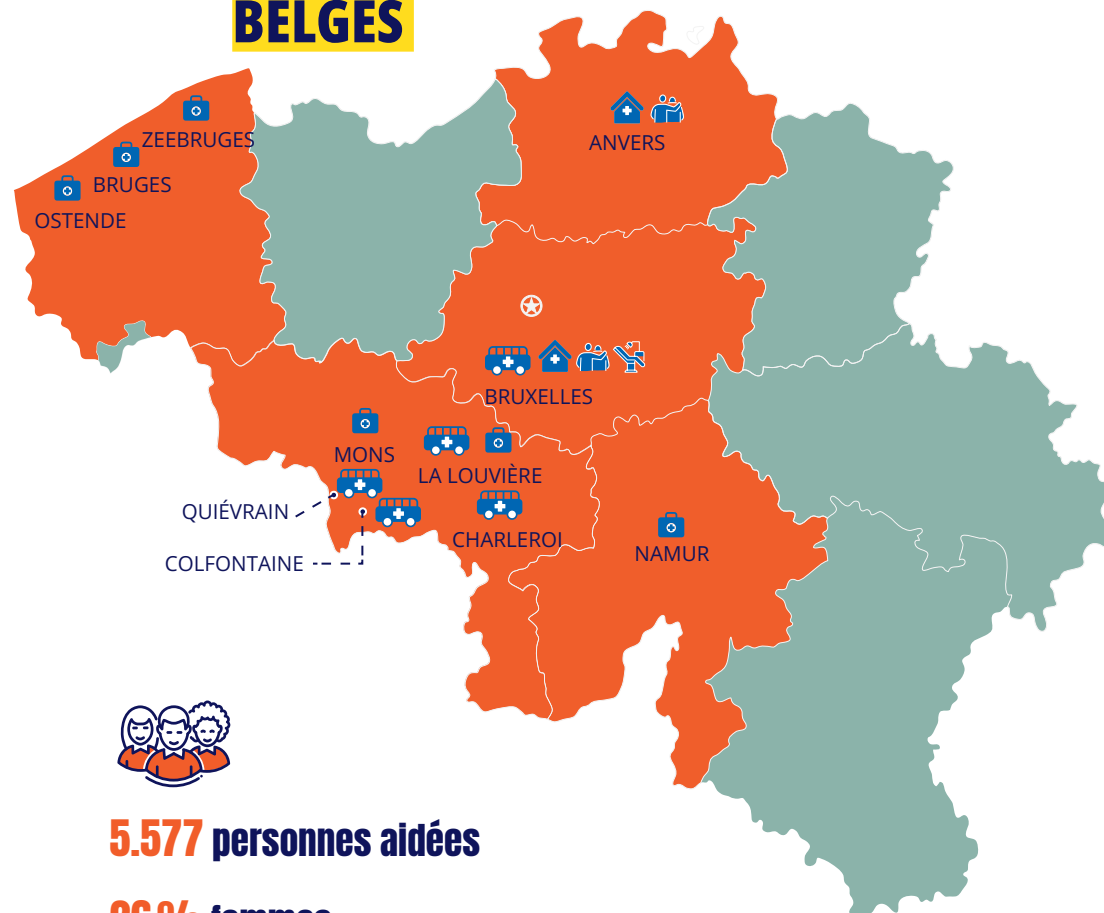 BELGES
ZEEBRUGES
BRUGES
OSTENDE
ANVERS
BRUXELLES
MONS
LA LOUVIÈRE
QUIÉVRAIN
CHARLEROI
COLFONTAINE
NAMUR
5.577 personnes aidées